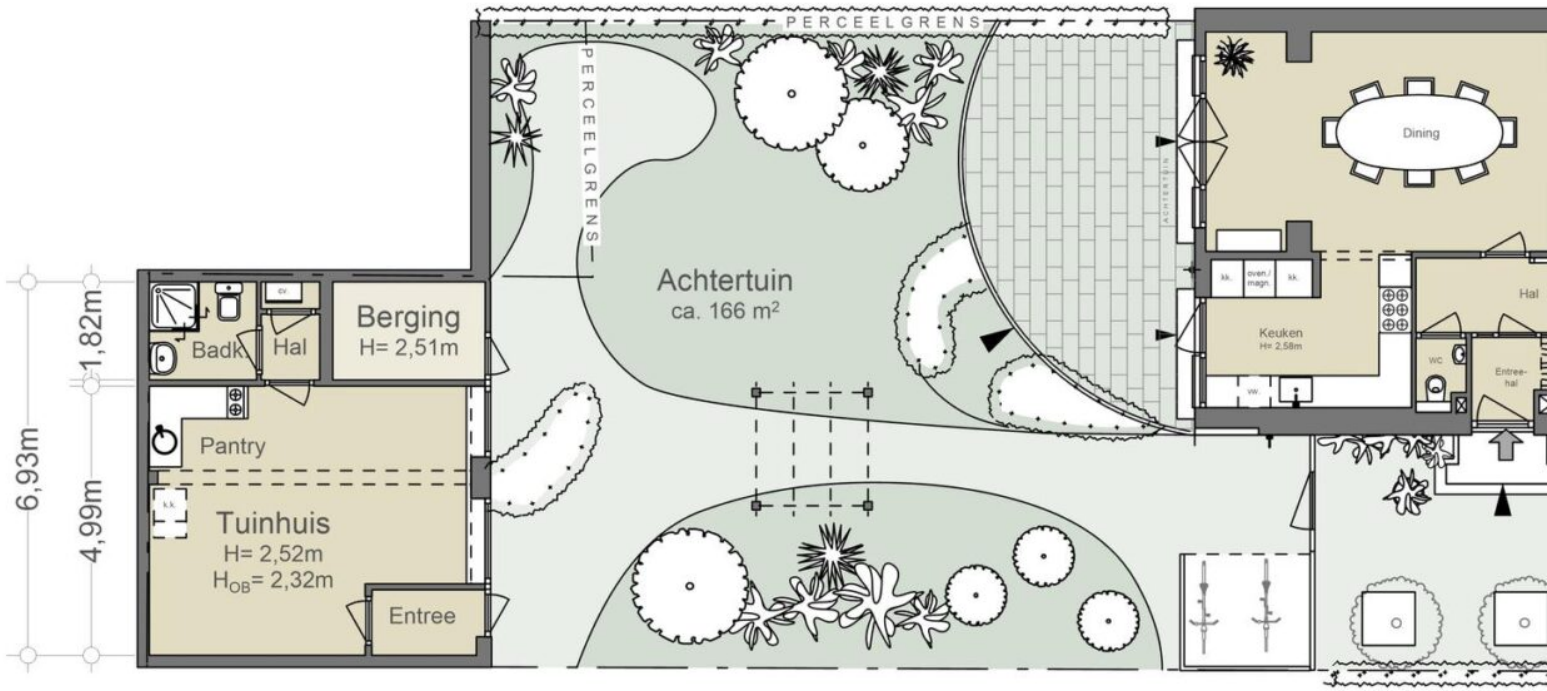 PERCEELGRENS
PERCEELGRENS
ACHTERTUIN
Dining
Achtertuin
ca. 166 m²
kk.
oven./
magn.
kk.
Hal
Keuken
H= 2,58m
WC
Entree-
hal
vw.
1,82m
6,93m
4,99m
cv.
Badk.
Hal
Berging
H= 2,51m
Pantry
k.k.
Tuinhuis
H= 2,52m
H_OB= 2,32m
Entree